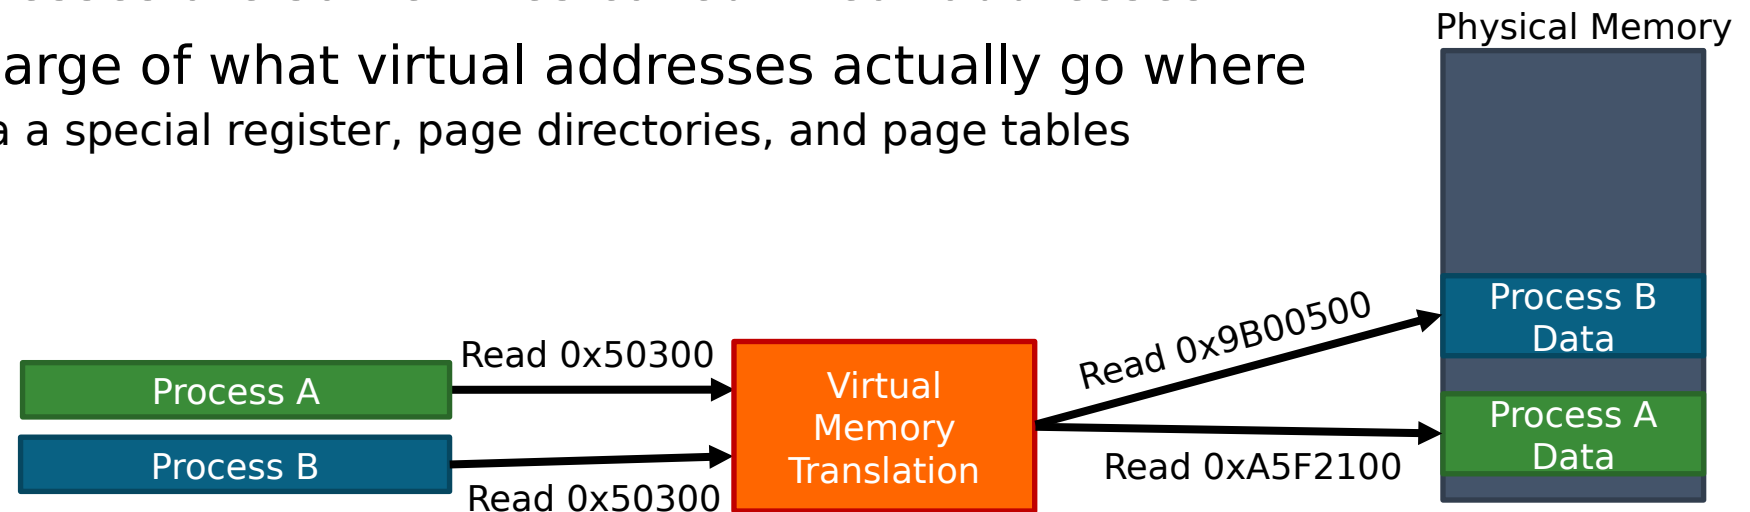 Physical Memory
arge of what virtual addresses actually go where
a special register, page directories, and page tables
Read 0x9B00500
Process B
Data
Read 0x50300
Process A
Virtual
Memory
Translation
Process A
Data
Process B
Read 0xA5F2100
Read 0x50300